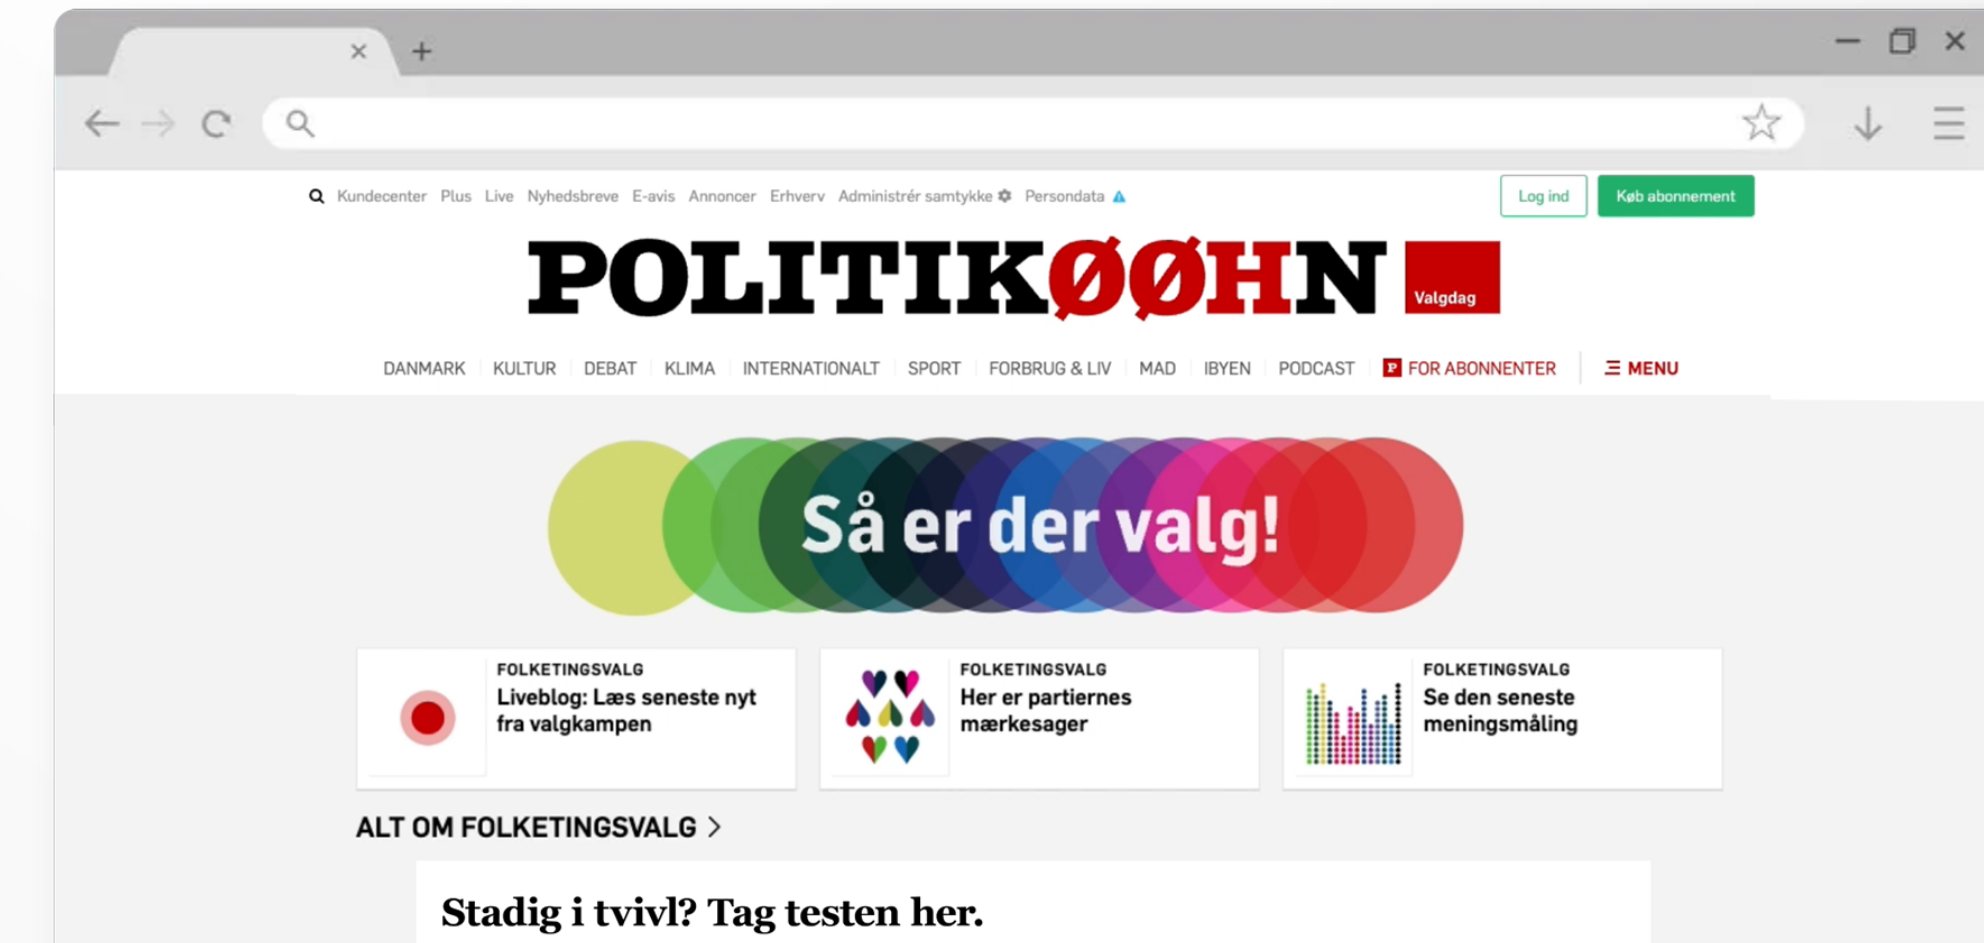 Kundecenter Plus Live Nyhedsbreve E-avis Annoncer Erhverv Administrér samtykke Persondata Log ind Køb abonnement
POLITIKØØHN Valgdag
DANMARK KULTUR DEBAT KLIMA INTERNATIONALT SPORT FORBRUG & LIV MAD IBYEN PODCAST P FOR ABONNENTER MENU
Så er der valg!
FOLKETINGSVALG
Liveblog: Læs seneste nyt
fra valgkampen
FOLKETINGSVALG
Her er partiernes
mærkesager
FOLKETINGSVALG
Se den seneste
meningsmåling
ALT OM FOLKETINGSVALG >
Stadig i tvivl? Tag testen her.